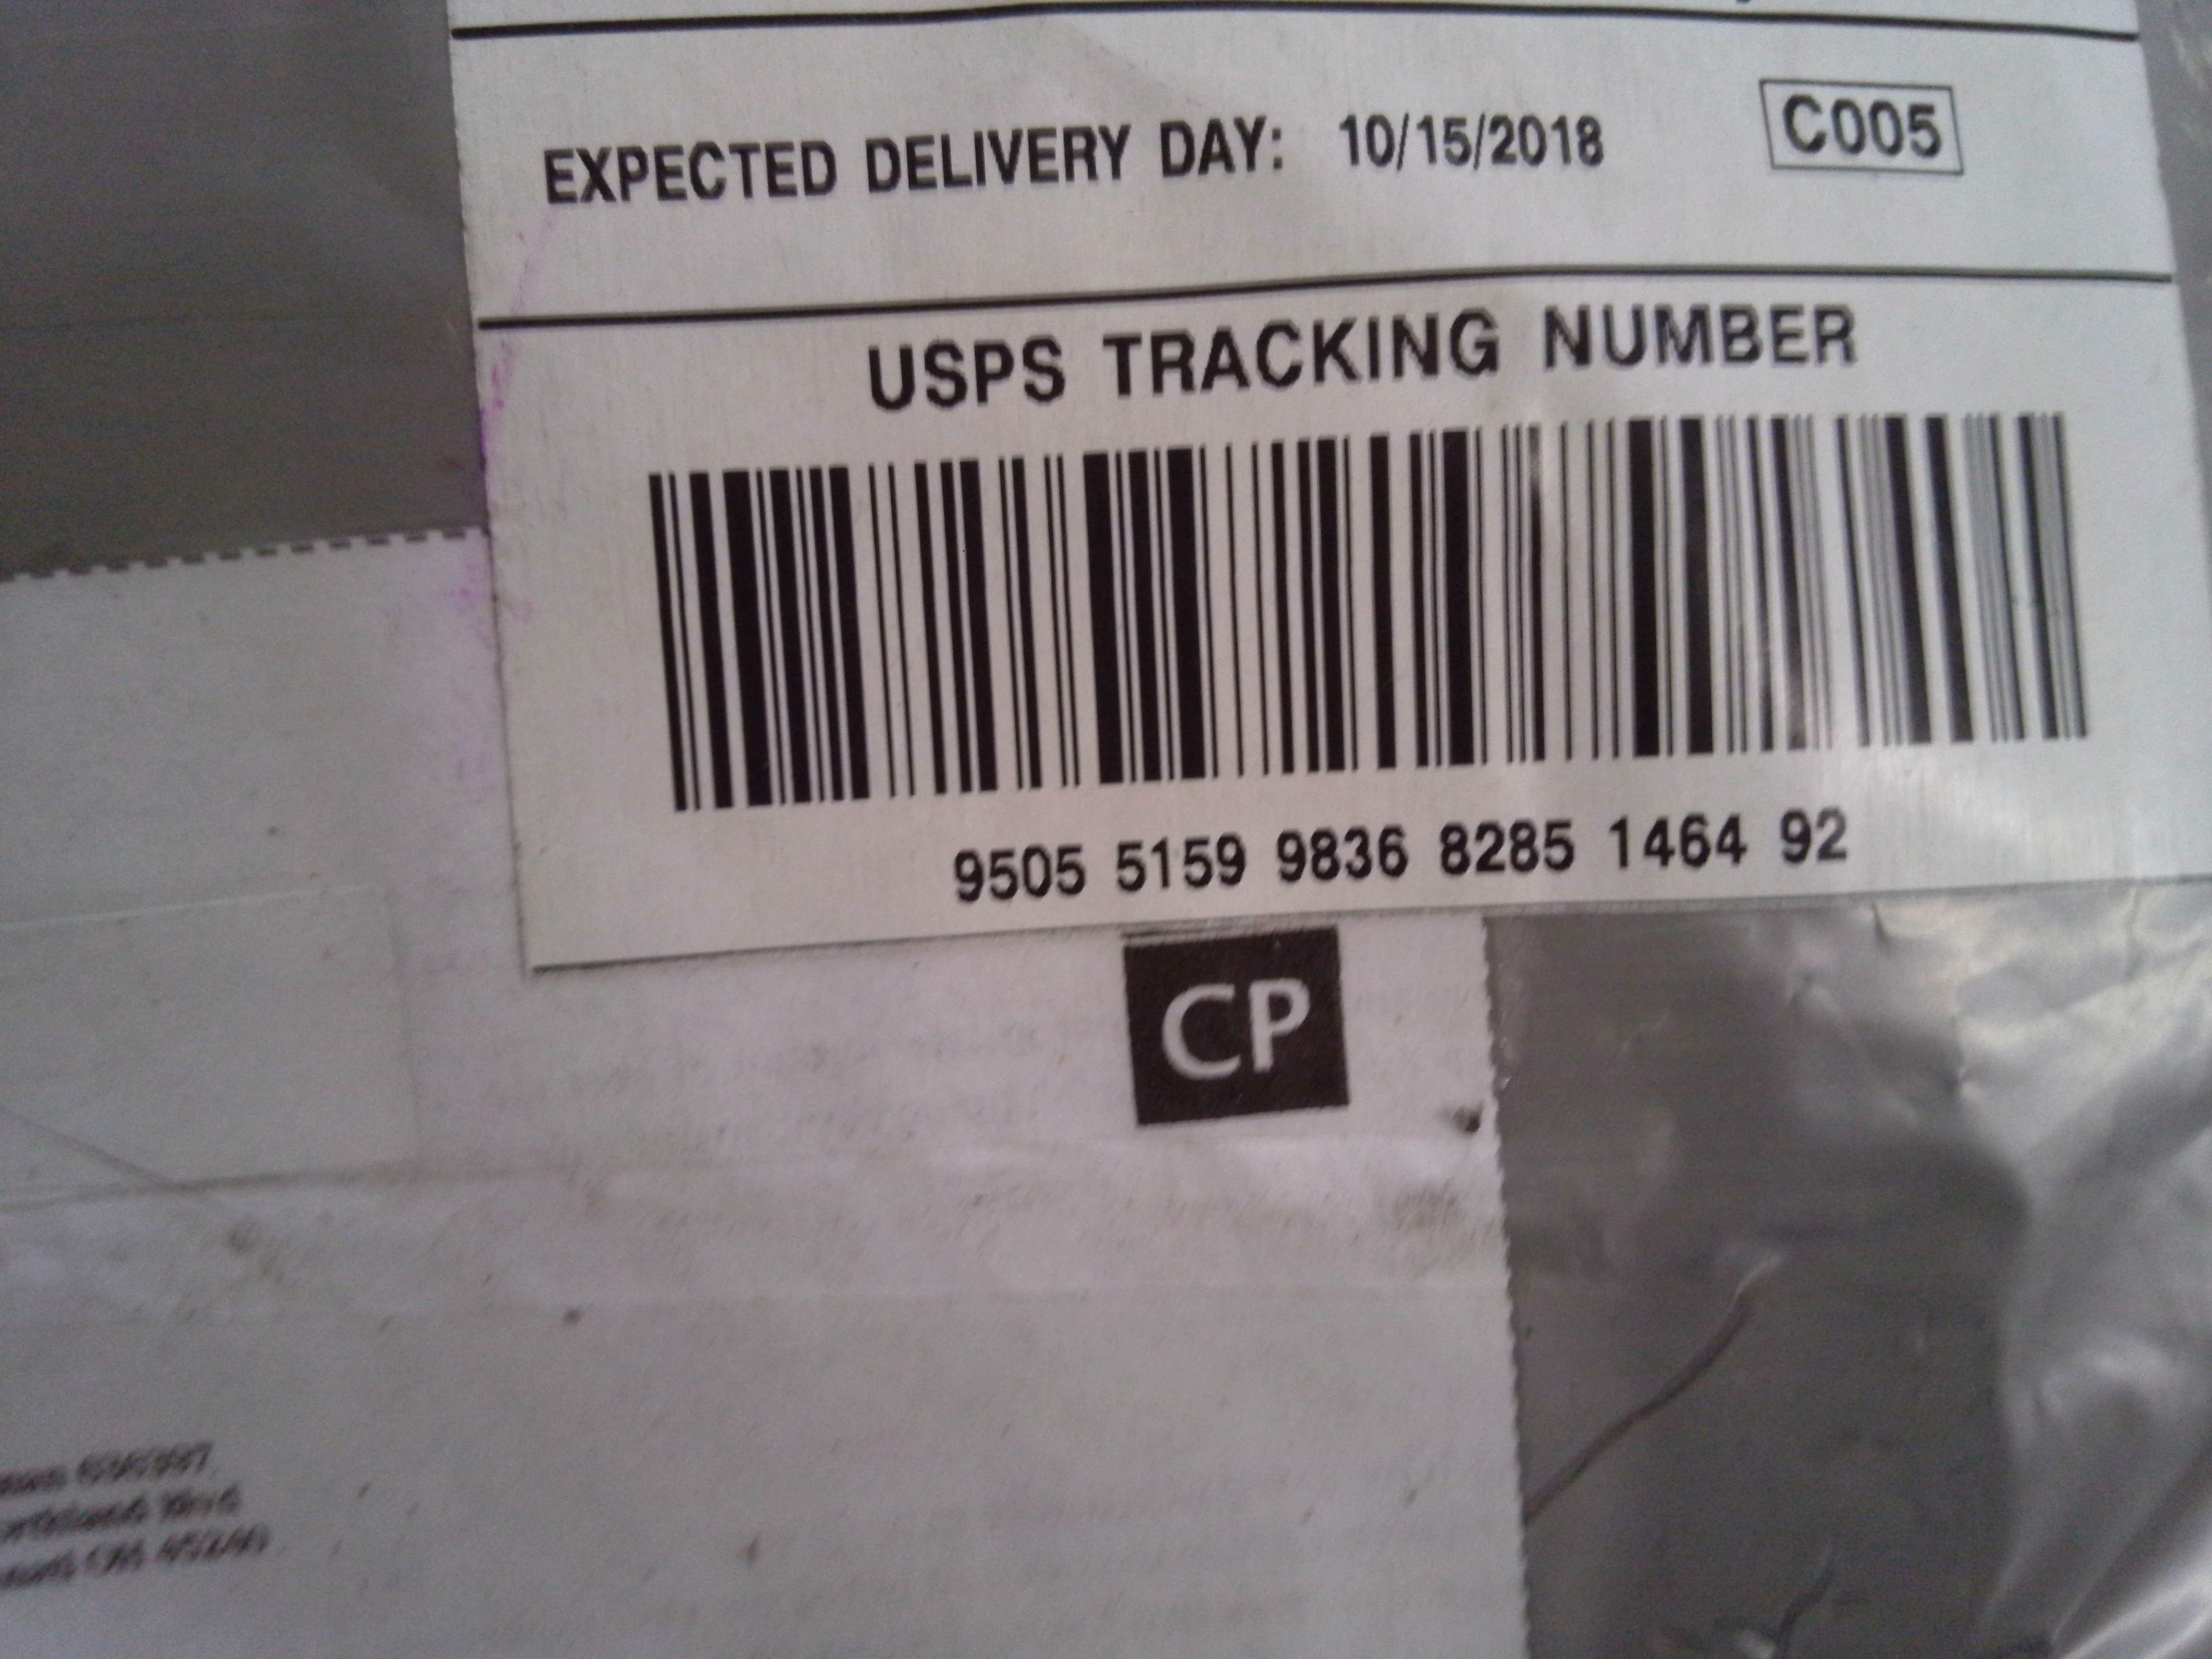 EXPECTED DELIVERY DAY: 10/15/2018
C005
USPS TRACKING NUMBER
9505 5159 9836 8285 1464 92
CP